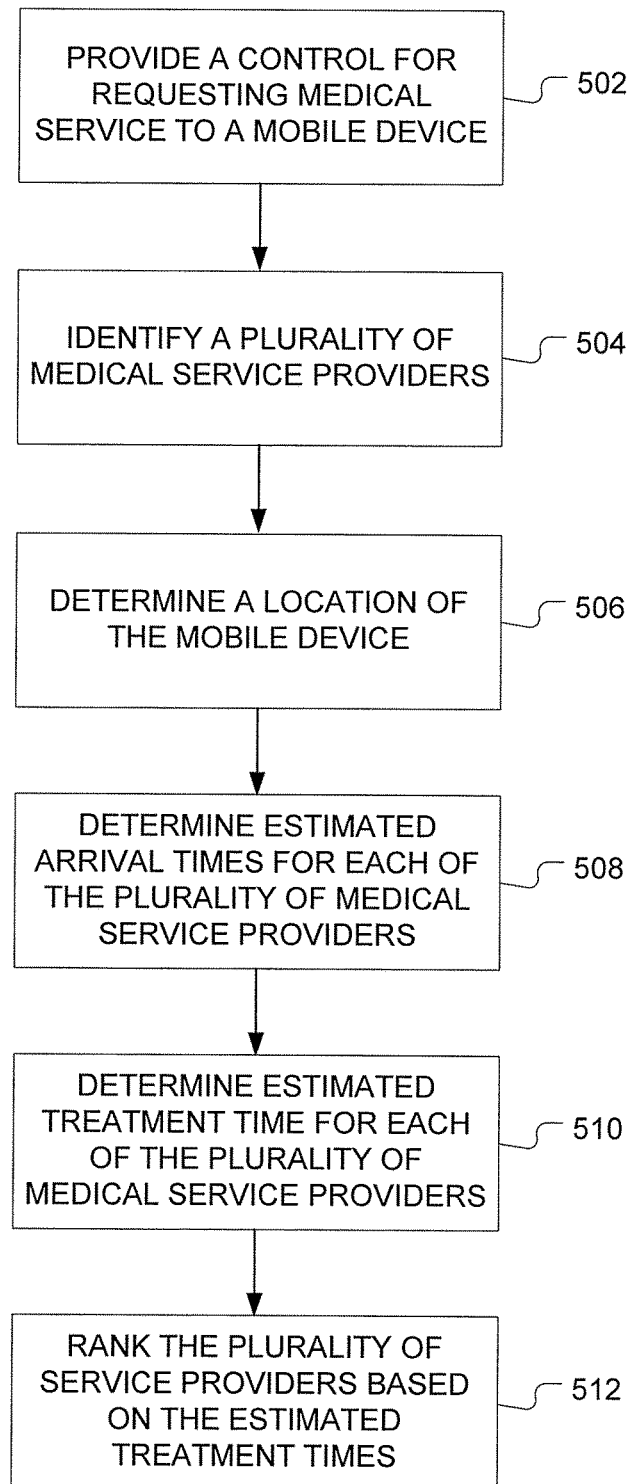 PROVIDE A CONTROL FOR
REQUESTING MEDICAL
SERVICE TO A MOBILE DEVICE
502
IDENTIFY A PLURALITY OF
MEDICAL SERVICE PROVIDERS
504
DETERMINE A LOCATION OF
THE MOBILE DEVICE
506
DETERMINE ESTIMATED
ARRIVAL TIMES FOR EACH OF
THE PLURALITY OF MEDICAL
SERVICE PROVIDERS
508
DETERMINE ESTIMATED
TREATMENT TIME FOR EACH
OF THE PLURALITY OF
MEDICAL SERVICE PROVIDERS
510
RANK THE PLURALITY OF
SERVICE PROVIDERS BASED
ON THE ESTIMATED
TREATMENT TIMES
512